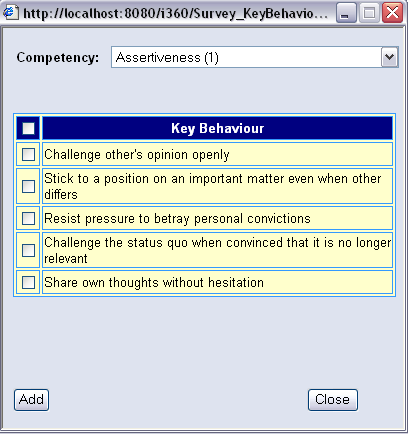 http://localhost:8080/i360/Survey_KeyBehavio...
Competency: Assertiveness (1)
Key Behaviour
Challenge other's opinion openly
Stick to a position on an important matter even when other
differs
Resist pressure to betray personal convictions
Challenge the status quo when convinced that it is no longer
relevant
Share own thoughts without hesitation
Add Close